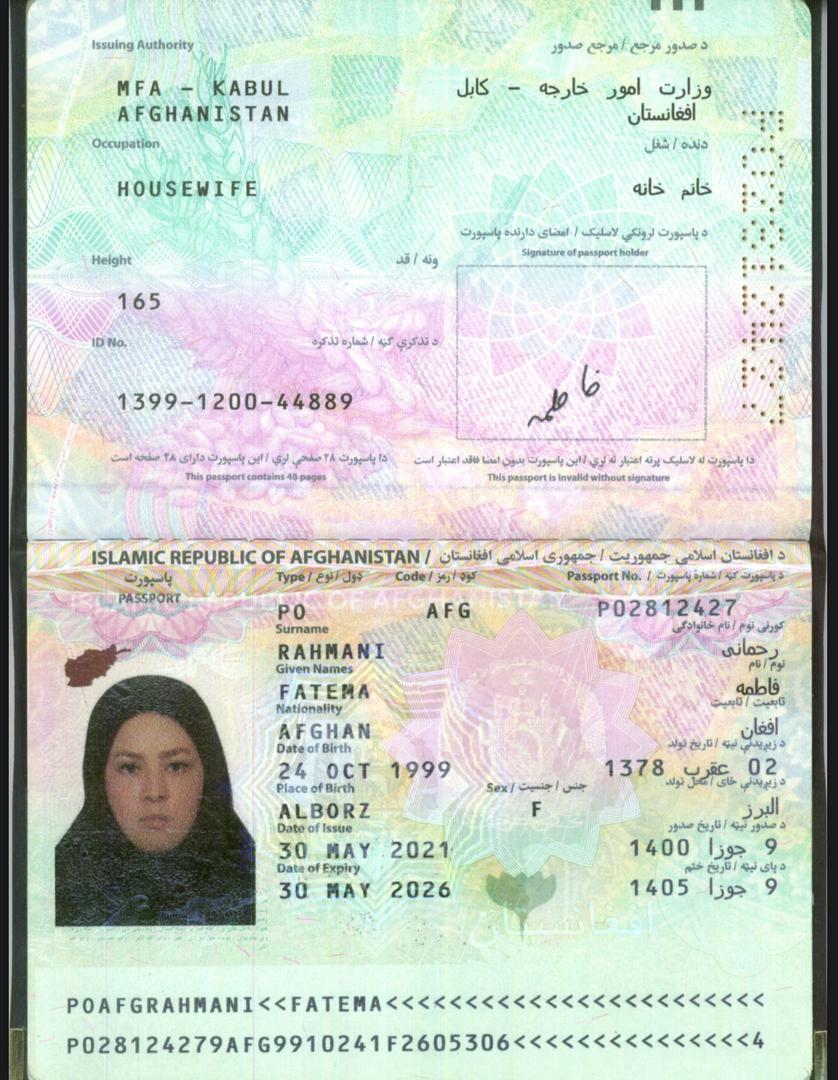 Issuing Authority د صدور مرجع / مرجع صدور
MFA - KABUL وزارت امور خارجه - کابل
AFGHANISTAN افغانستان
Occupation دنده / شغل
HOUSEWIFE خانم خانه
د پاسپورت لرونکي لاسلیک / امضای دارنده پاسپورت
Signature of passport holder
Height ونه / قد
165
ID No. د تذکرې ګڼه / شماره تذکره
1399-1200-44889
فاطمه
دا پاسپورت ۴۸ صفحې لري / این پاسپورت دارای ۴۸ صفحه است
This passport contains 48 pages
دا پاسپورت له لاسلیک پرته اعتبار نه لري / این پاسپورت بدون امضا فاقد اعتبار است
This passport is invalid without signature
ISLAMIC REPUBLIC OF AFGHANISTAN / د افغانستان اسلامي جمهوریت / جمهوری اسلامی افغانستان
پاسپورت Type / ډول / نوع Code / کوډ / رمز Passport No. / د پاسپورت ګڼه / شمارهٔ پاسپورت
PASSPORT
PO AFG P02812427
Surname کورنی نوم / نام خانوادگی
RAHMANI رحمانی
Given Names نوم / نام
FATEMA فاطمه
Nationality تابعیت / تابعیت
AFGHAN افغان
Date of Birth د زیږیدنې نیټه / تاریخ تولد
24 OCT 1999 02 عقرب 1378
Place of Birth Sex / جنس / جنسیت د زیږیدنې ځای / محل تولد
ALBORZ F البرز
Date of Issue د صدور نیټه / تاریخ صدور
30 MAY 2021 9 جوزا 1400
Date of Expiry د پای نیټه / تاریخ ختم
30 MAY 2026 9 جوزا 1405
افغانستان
POAFGRAHMANI<<FATEMA<<<<<<<<<<<<<<<<<<<<<<<<
P028124279AFG9910241F2605306<<<<<<<<<<<<<<<4